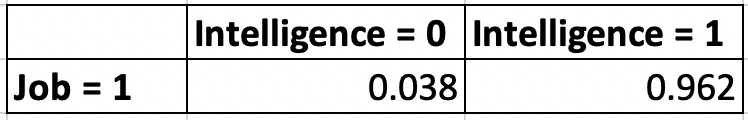 Intelligence = 0 Intelligence = 1
Job = 1 0.038 0.962